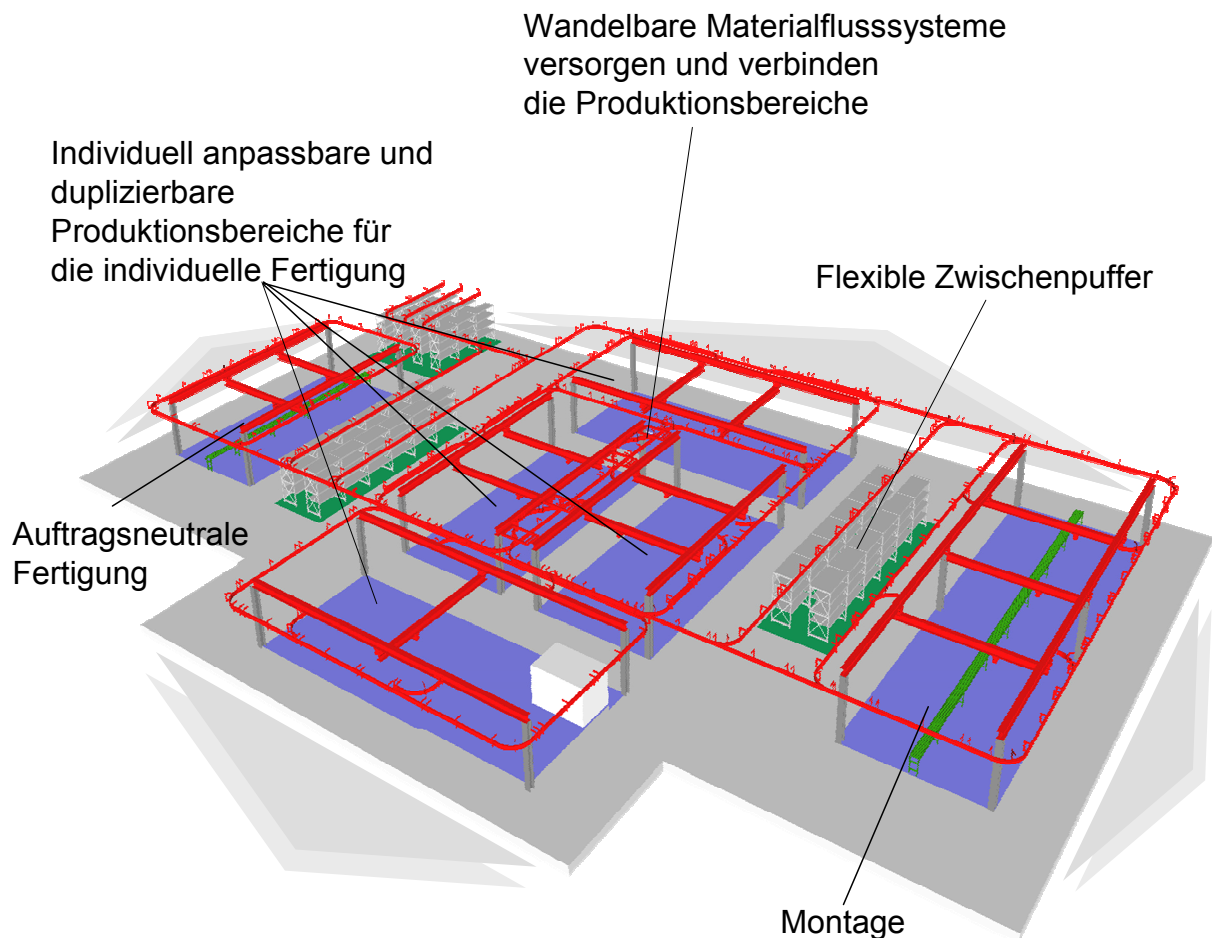 Wandelbare Materialflusssysteme
versorgen und verbinden
die Produktionsbereiche
Individuell anpassbare und
duplizierbare
Produktionsbereiche für
die individuelle Fertigung
Flexible Zwischenpuffer
Auftragsneutrale
Fertigung
Montage